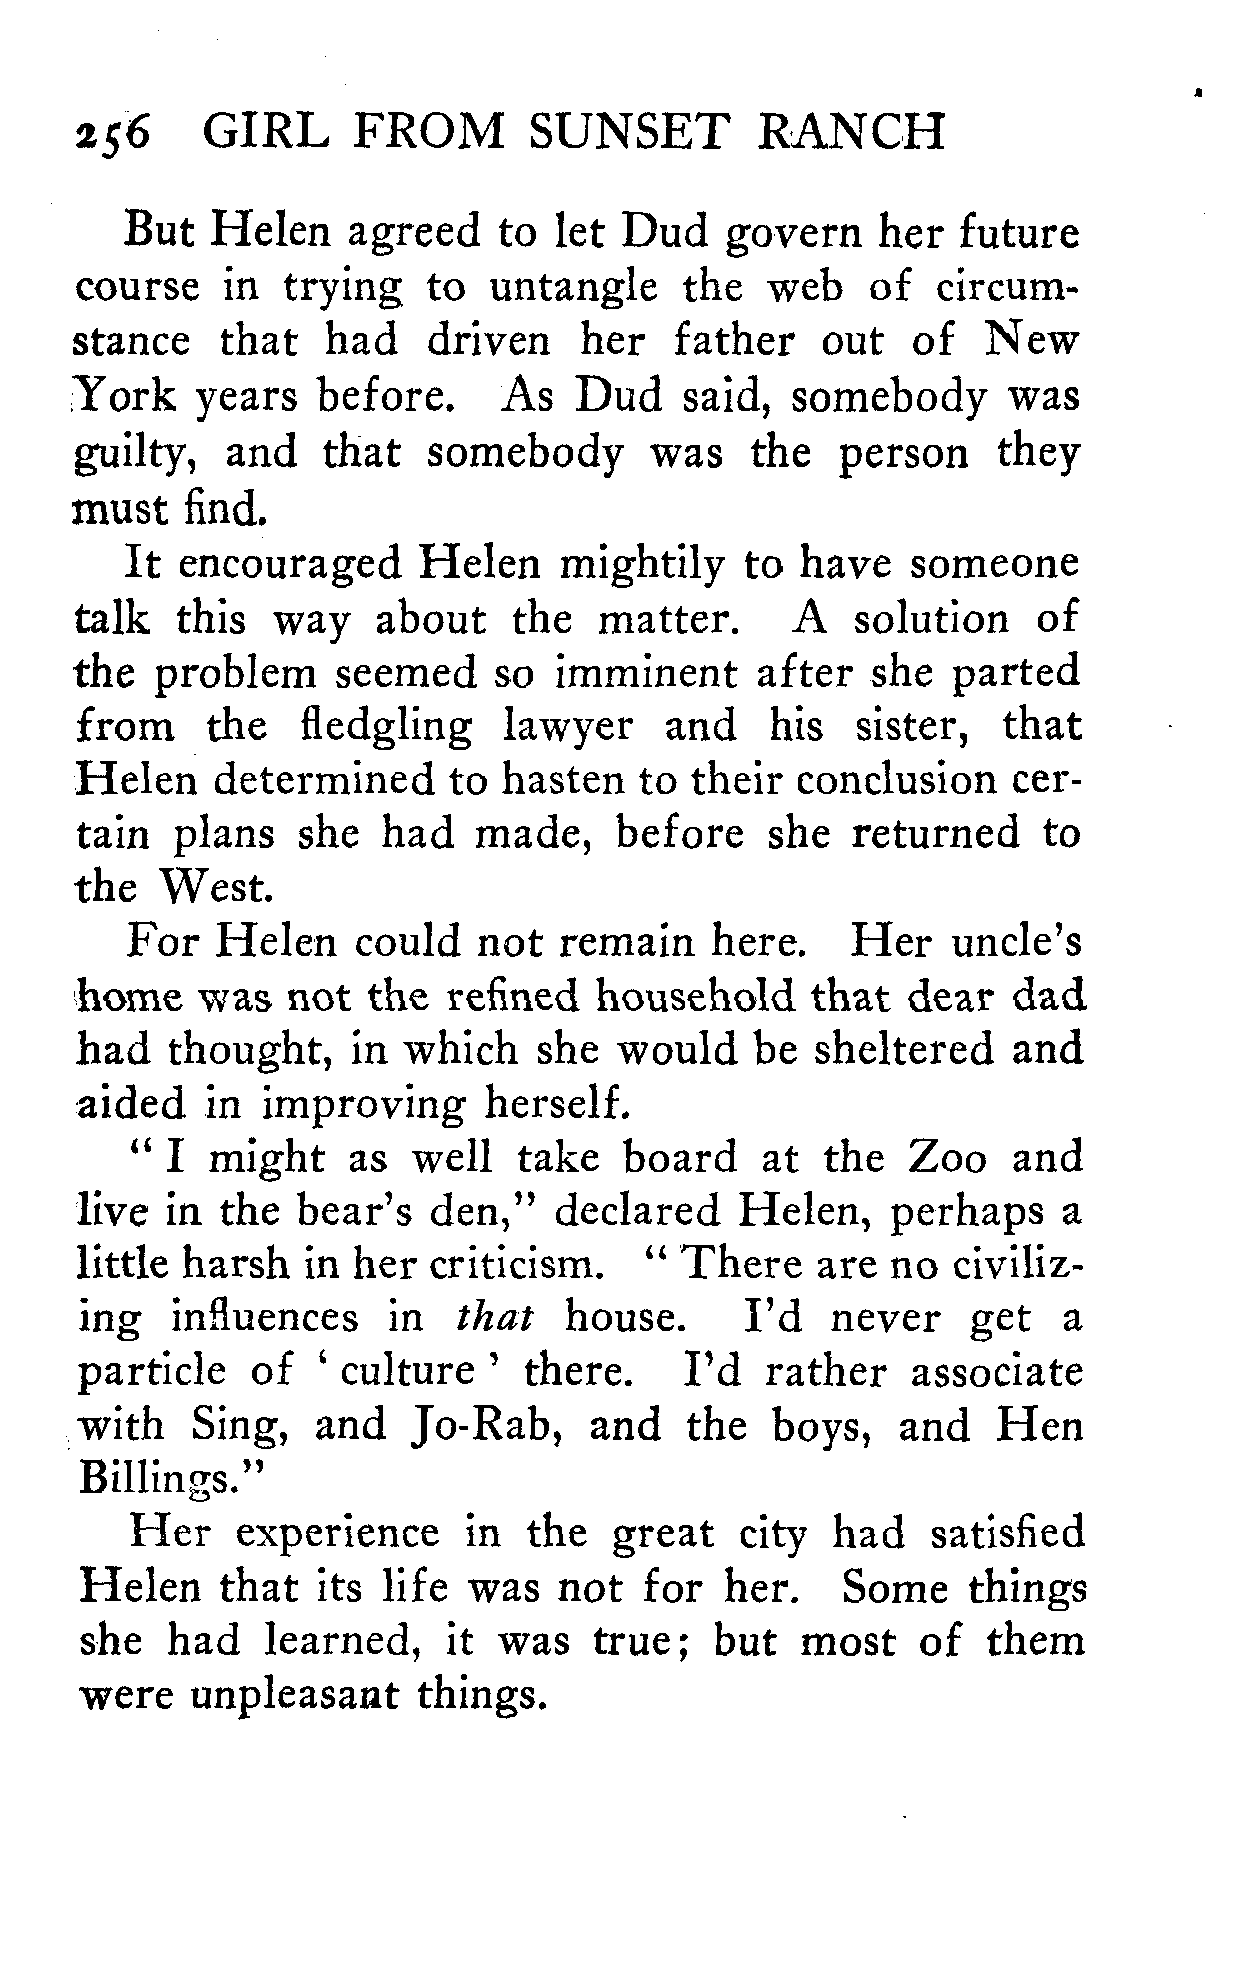 256 GIRL FROM SUNSET RANCH
But Helen agreed to let Dud govern her future
course in trying to untangle the web of circum-
stance that had driven her father out of New
York years before. As Dud said, somebody was
guilty, and that somebody was the person they
must find.
It encouraged Helen mightily to have someone
talk this way about the matter. A solution of
the problem seemed so imminent after she parted
from the fledgling lawyer and his sister, that
Helen determined to hasten to their conclusion cer-
tain plans she had made, before she returned to
the West.
For Helen could not remain here. Her uncle's
home was not the refined household that dear dad
had thought, in which she would be sheltered and
aided in improving herself.
" I might as well take board at the Zoo and
live in the bear's den," declared Helen, perhaps a
little harsh in her criticism. " There are no civiliz-
ing influences in that house. I'd never get a
particle of ' culture ' there. I'd rather associate
with Sing, and Jo-Rab, and the boys, and Hen
Billings."
Her experience in the great city had satisfied
Helen that its life was not for her. Some things
she had learned, it was true; but most of them
were unpleasant things.